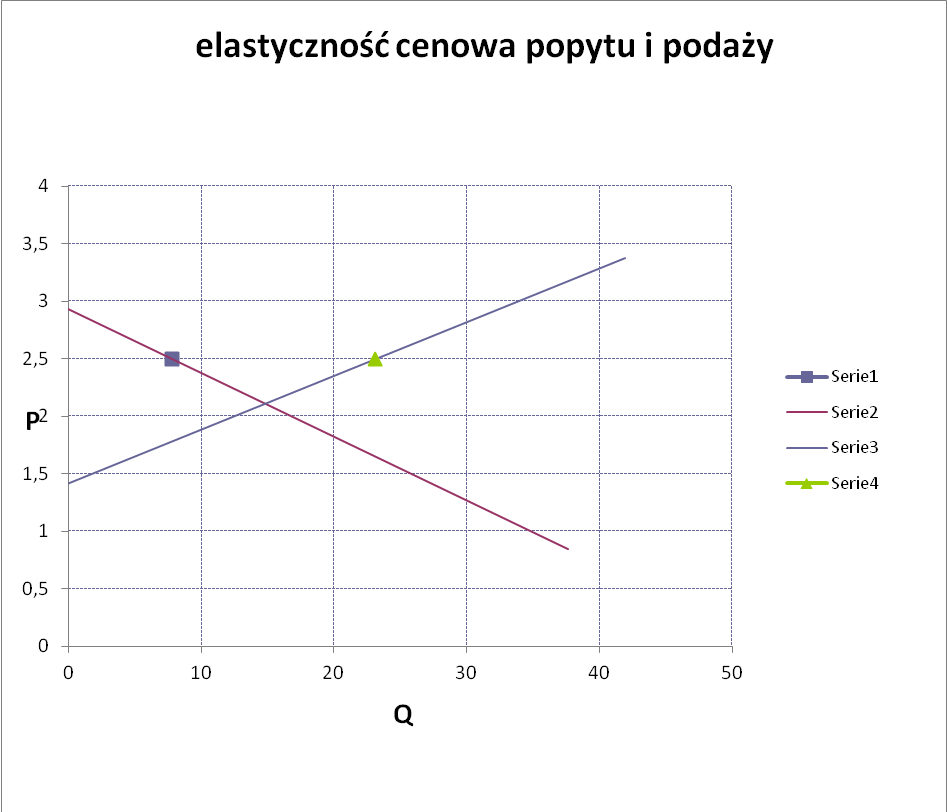 elastyczność cenowa popytu i podaży
4
3,5
3
2,5
2
1,5
1
0,5
0
P
0 10 20 30 40 50
Q
Serie1
Serie2
Serie3
Serie4